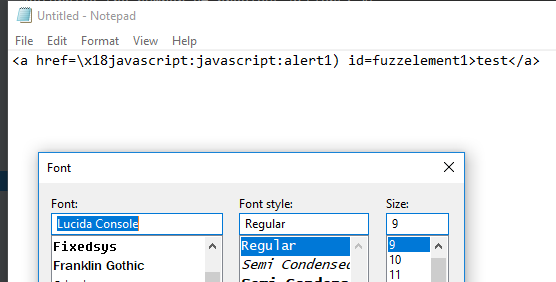 Untitled - Notepad
File Edit Format View Help
<a href=\x18javascript:javascript:alert1) id=fuzzelement1>test</a>
Font
Font: Font style: Size:
Lucida Console Regular 9
Fixedsys Regular 9
Franklin Gothic Semi Condensed 10
11